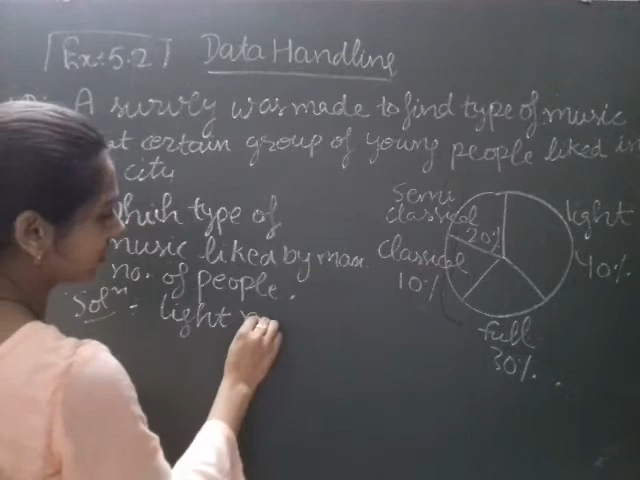 Ex:5.2 Data Handling
A survey was made to find type of music
at certain group of young people liked in
city
which type of
music liked by max.
no. of people.
Solⁿ:- light
Semi
classical
20%
light
40%
classical
10%
full
30%.